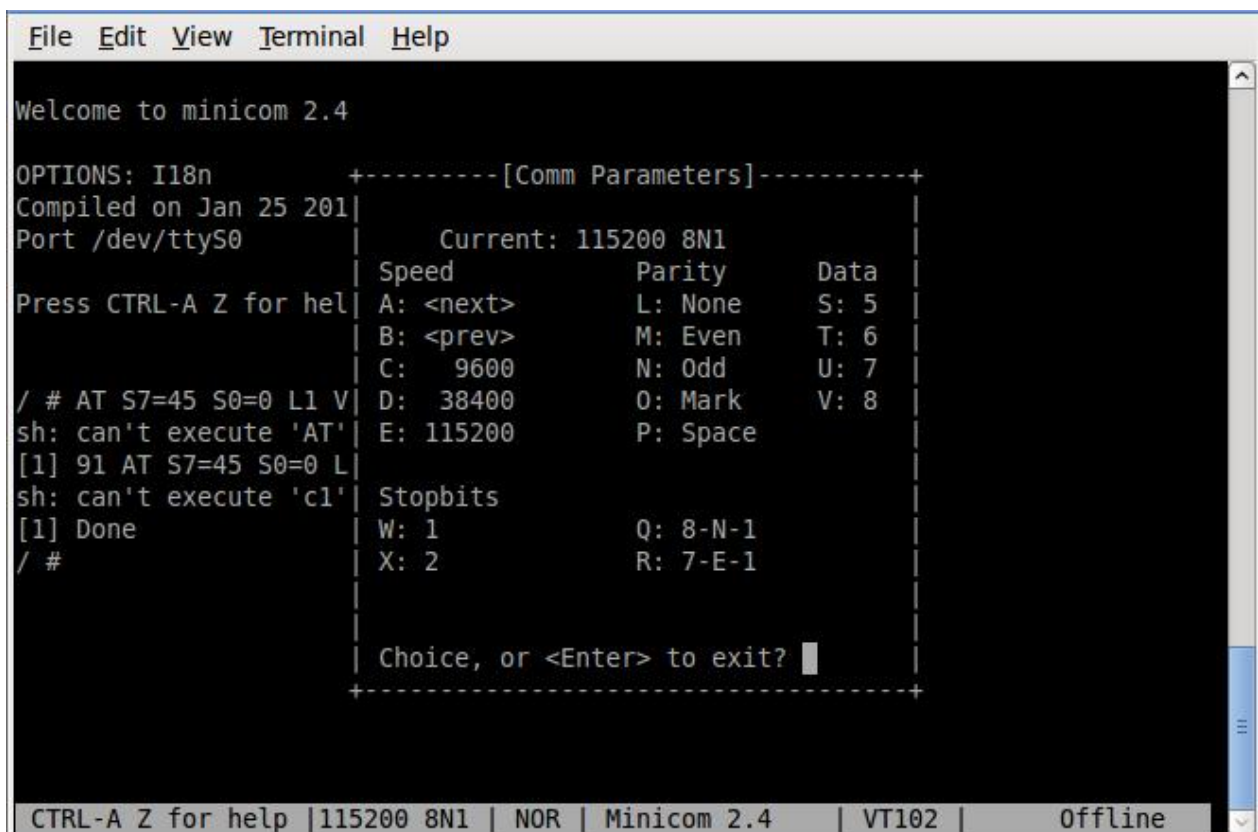 File Edit View Terminal Help
Welcome to minicom 2.4
OPTIONS: I18n +---------[Comm Parameters]----------+
Compiled on Jan 25 201| |
Port /dev/ttyS0 | Current: 115200 8N1 |
| Speed Parity Data |
Press CTRL-A Z for hel| A: <next> L: None S: 5 |
| B: <prev> M: Even T: 6 |
| C: 9600 N: Odd U: 7 |
/ # AT S7=45 S0=0 L1 V| D: 38400 O: Mark V: 8 |
sh: can't execute 'AT'| E: 115200 P: Space |
[1] 91 AT S7=45 S0=0 L| |
sh: can't execute 'c1'| Stopbits |
[1] Done | W: 1 Q: 8-N-1 |
/ # | X: 2 R: 7-E-1 |
| |
| |
| Choice, or <Enter> to exit? |
+------------------------------------+
CTRL-A Z for help |115200 8N1 | NOR | Minicom 2.4 | VT102 | Offline